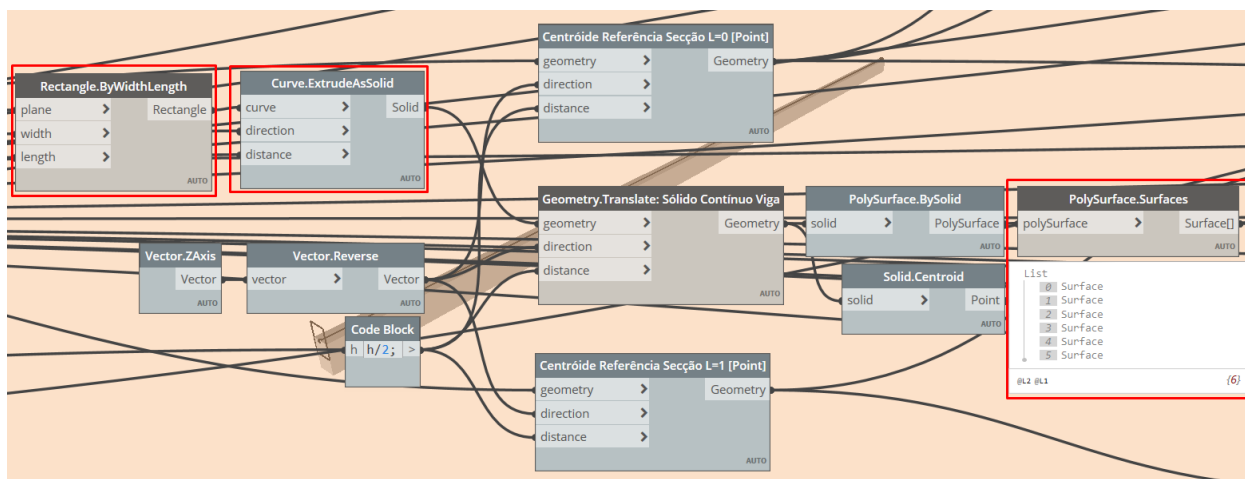 Rectangle.ByWidthLength
plane > Rectangle
width >
length >
AUTO
Curve.ExtrudeAsSolid
curve > Solid
direction >
distance >
AUTO
Centróide Referência Secção L=0 [Point]
geometry > Geometry
direction >
distance >
AUTO
Geometry.Translate: Sólido Contínuo Viga
geometry > Geometry
direction >
distance >
AUTO
PolySurface.BySolid
solid > PolySurface
AUTO
PolySurface.Surfaces
polySurface > Surface[]
AUTO
List
0 Surface
1 Surface
2 Surface
3 Surface
4 Surface
5 Surface
@L2 @L1 {6}
Vector.ZAxis
Vector
AUTO
Vector.Reverse
vector > Vector
AUTO
Solid.Centroid
solid > Point
AUTO
Code Block
h h/2; >
Centróide Referência Secção L=1 [Point]
geometry > Geometry
direction >
distance >
AUTO